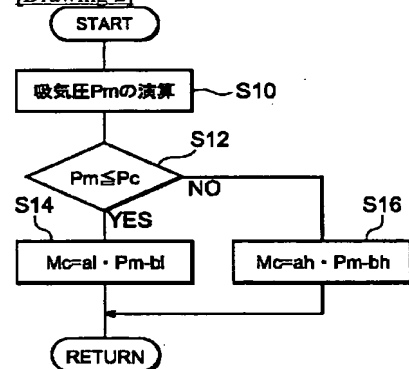 [Drawing 2]
START
吸気圧Pmの演算
S10
S12
Pm≦Pc
NO
S14
YES
S16
Mc=al・Pm-bl
Mc=ah・Pm-bh
RETURN